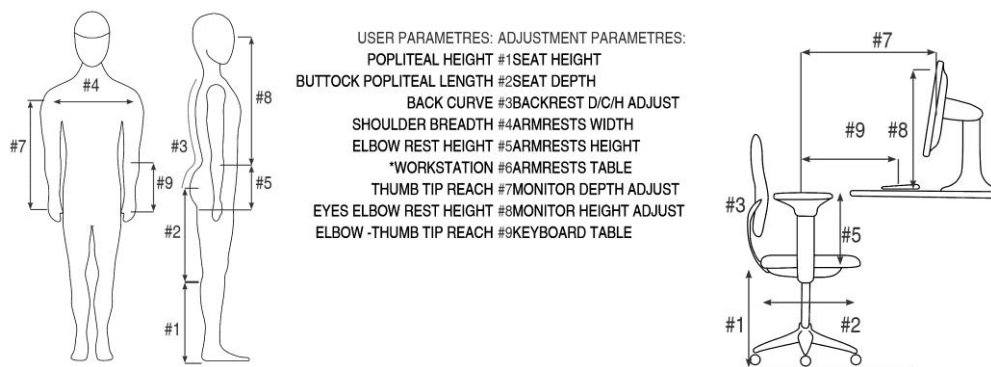 #4
#7
#9
#3
#8
#5
#2
#1
USER PARAMETRES: ADJUSTMENT PARAMETRES:
POPLITEAL HEIGHT #1SEAT HEIGHT
BUTTOCK POPLITEAL LENGTH #2SEAT DEPTH
BACK CURVE #3BACKREST D/C/H ADJUST
SHOULDER BREADTH #4ARMRESTS WIDTH
ELBOW REST HEIGHT #5ARMRESTS HEIGHT
*WORKSTATION #6ARMRESTS TABLE
THUMB TIP REACH #7MONITOR DEPTH ADJUST
EYES ELBOW REST HEIGHT #8MONITOR HEIGHT ADJUST
ELBOW -THUMB TIP REACH #9KEYBOARD TABLE
#7
#9
#8
#3
#5
#1
#2